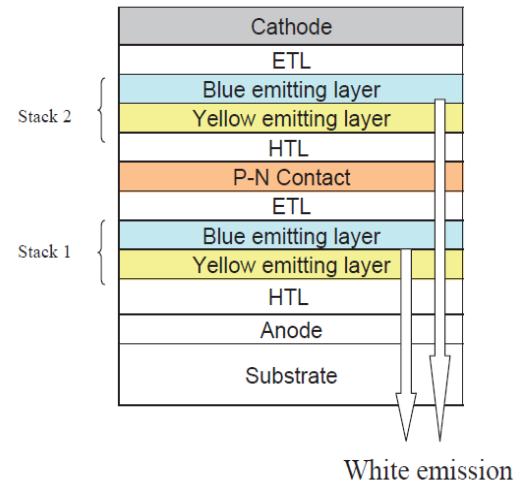 Cathode
ETL
Blue emitting layer
Stack 2
Yellow emitting layer
HTL
P-N Contact
ETL
Blue emitting layer
Stack 1
Yellow emitting layer
HTL
Anode
Substrate
White emission